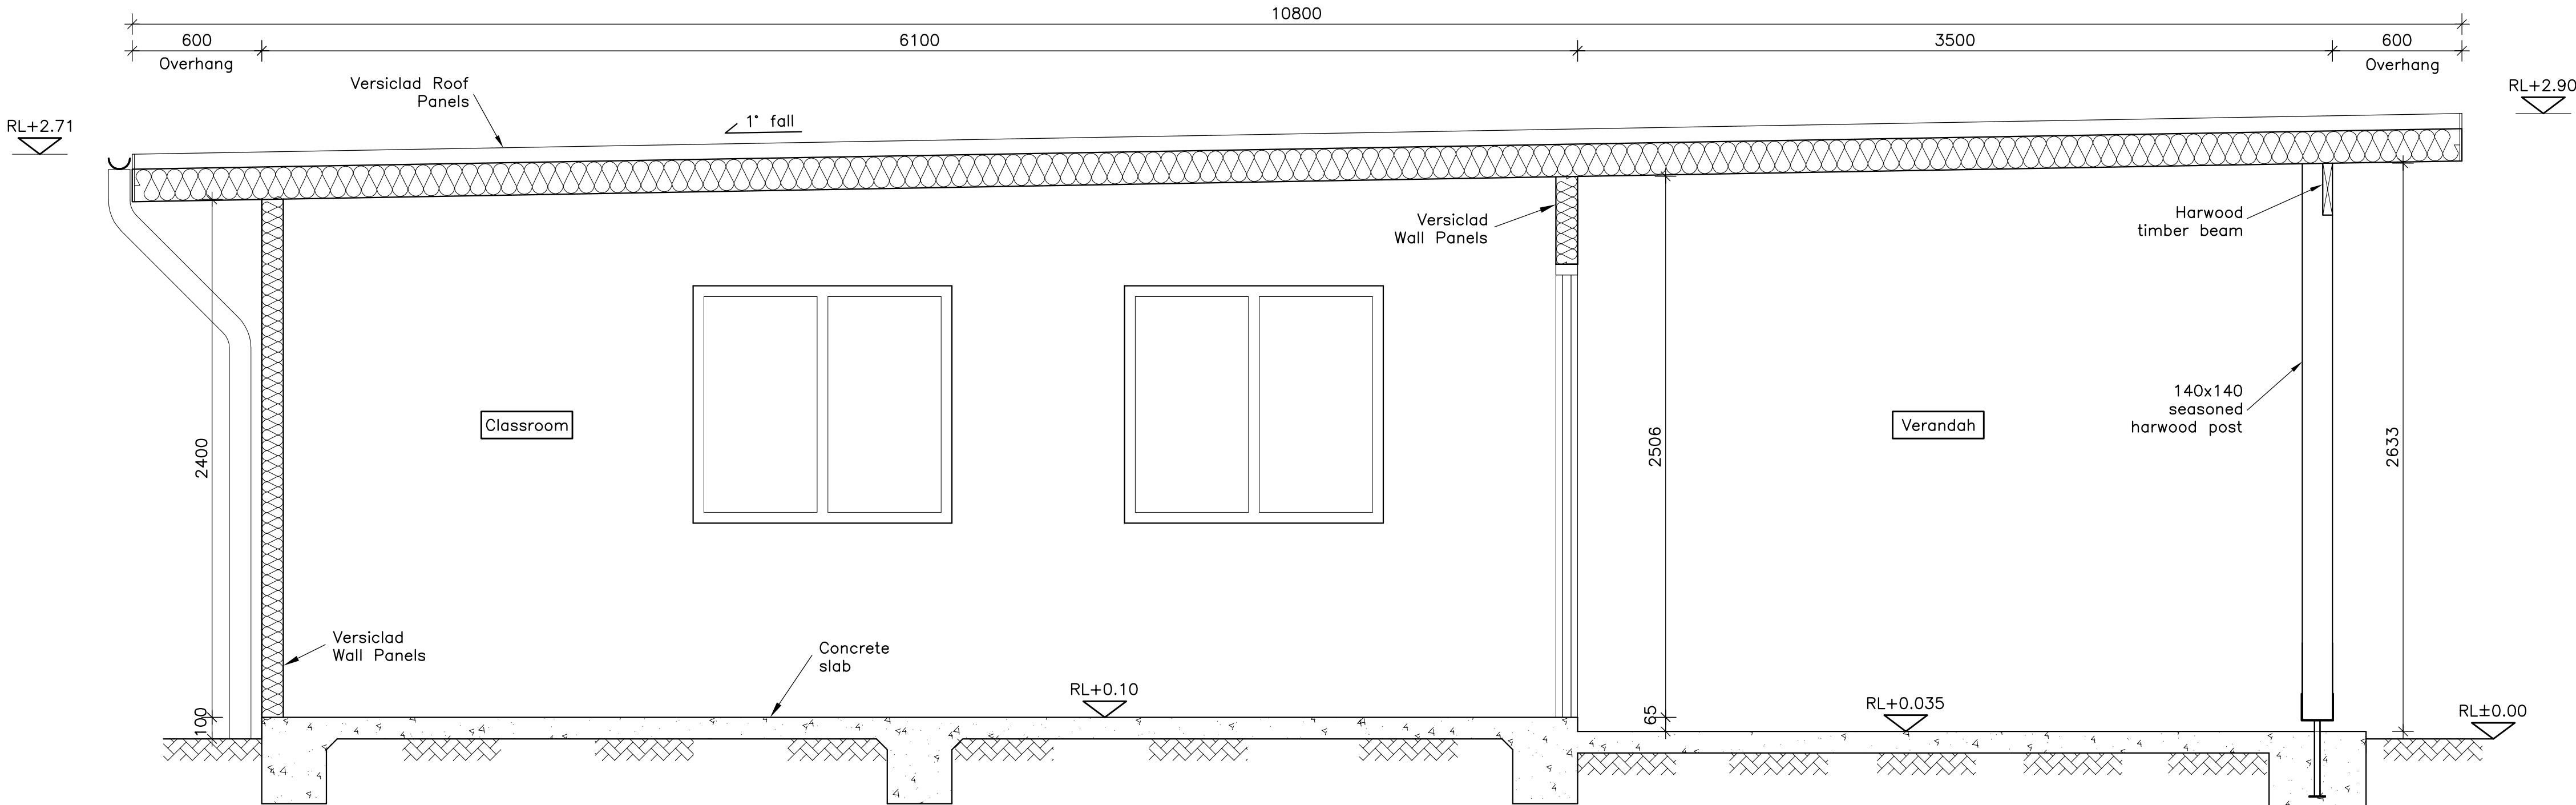 10800
600
6100
3500
600
Overhang
Overhang
Versiclad Roof
Panels
RL+2.90
RL+2.71
1° fall
Versiclad
Wall Panels
Harwood
timber beam
Classroom
2400
2506
Verandah
140x140
seasoned
harwood post
2633
Versiclad
Wall Panels
Concrete
slab
RL+0.10
RL+0.035
RL±0.00
100
65